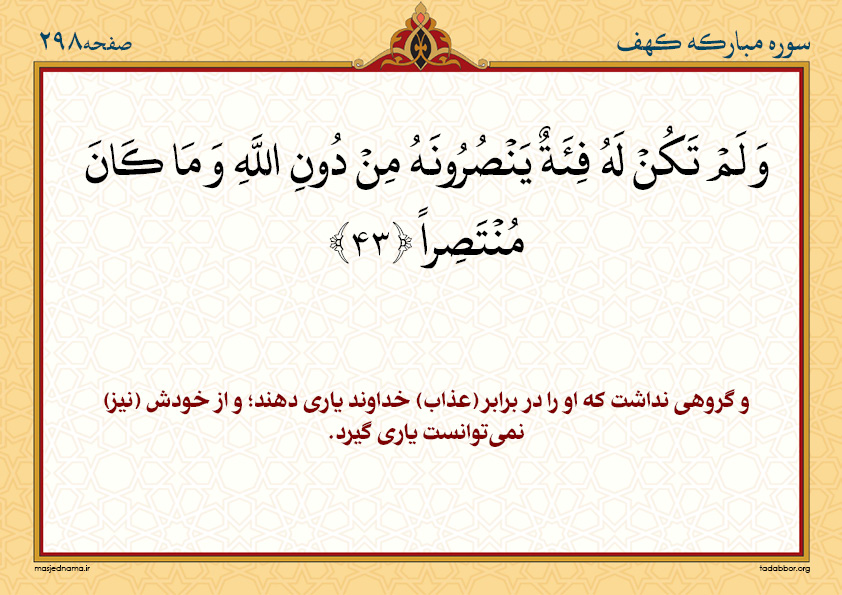 سوره مبارکه کهف
صفحه۲۹۸
وَلَمْ تَكُنْ لَهُ فِئَةٌ يَنْصُرُونَهُ مِنْ دُونِ اللَّهِ وَمَا كَانَ
مُنْتَصِراً ﴿۴۳﴾
و گروهی نداشت که او را در برابر (عذاب) خداوند یاری دهند؛ و از خودش (نیز)
نمی‌توانست یاری گیرد.
masjednama.ir
tadabbor.org